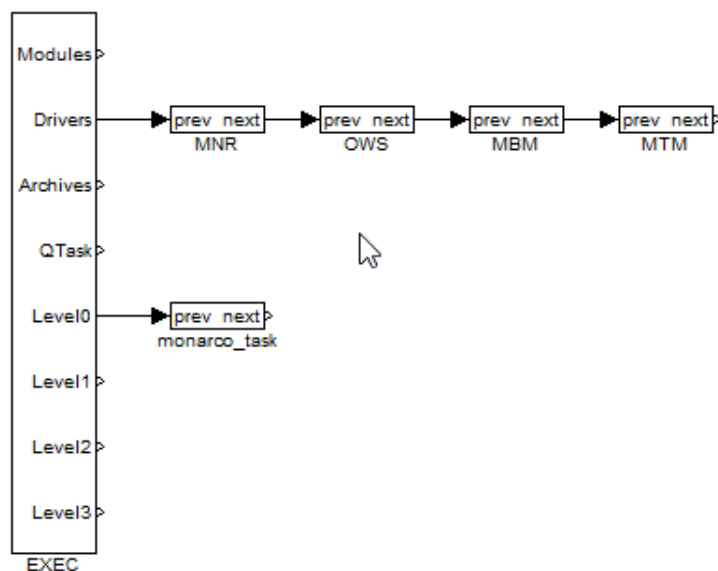 Modules
Drivers
prev next
prev next
prev next
prev next
MNR
OWS
MBM
MTM
Archives
QTask
Level0
prev next
monarco_task
Level1
Level2
Level3
EXEC